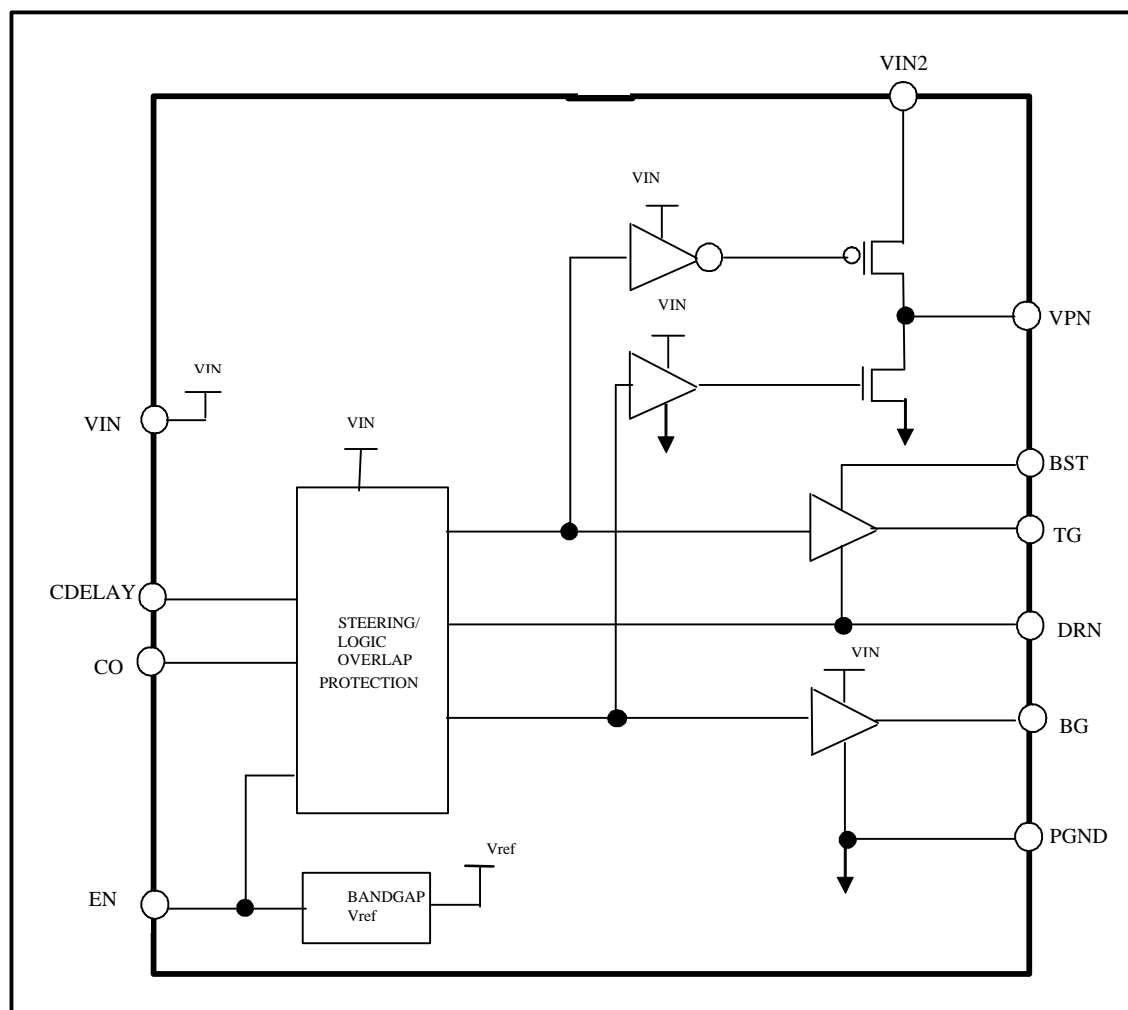 VIN2
VIN
VIN
VPN
VIN
VIN
VIN
BST
TG
CDELAY
STEERING/
LOGIC
OVERLAP
PROTECTION
DRN
CO
VIN
BG
PGND
Vref
EN
BANDGAP
Vref